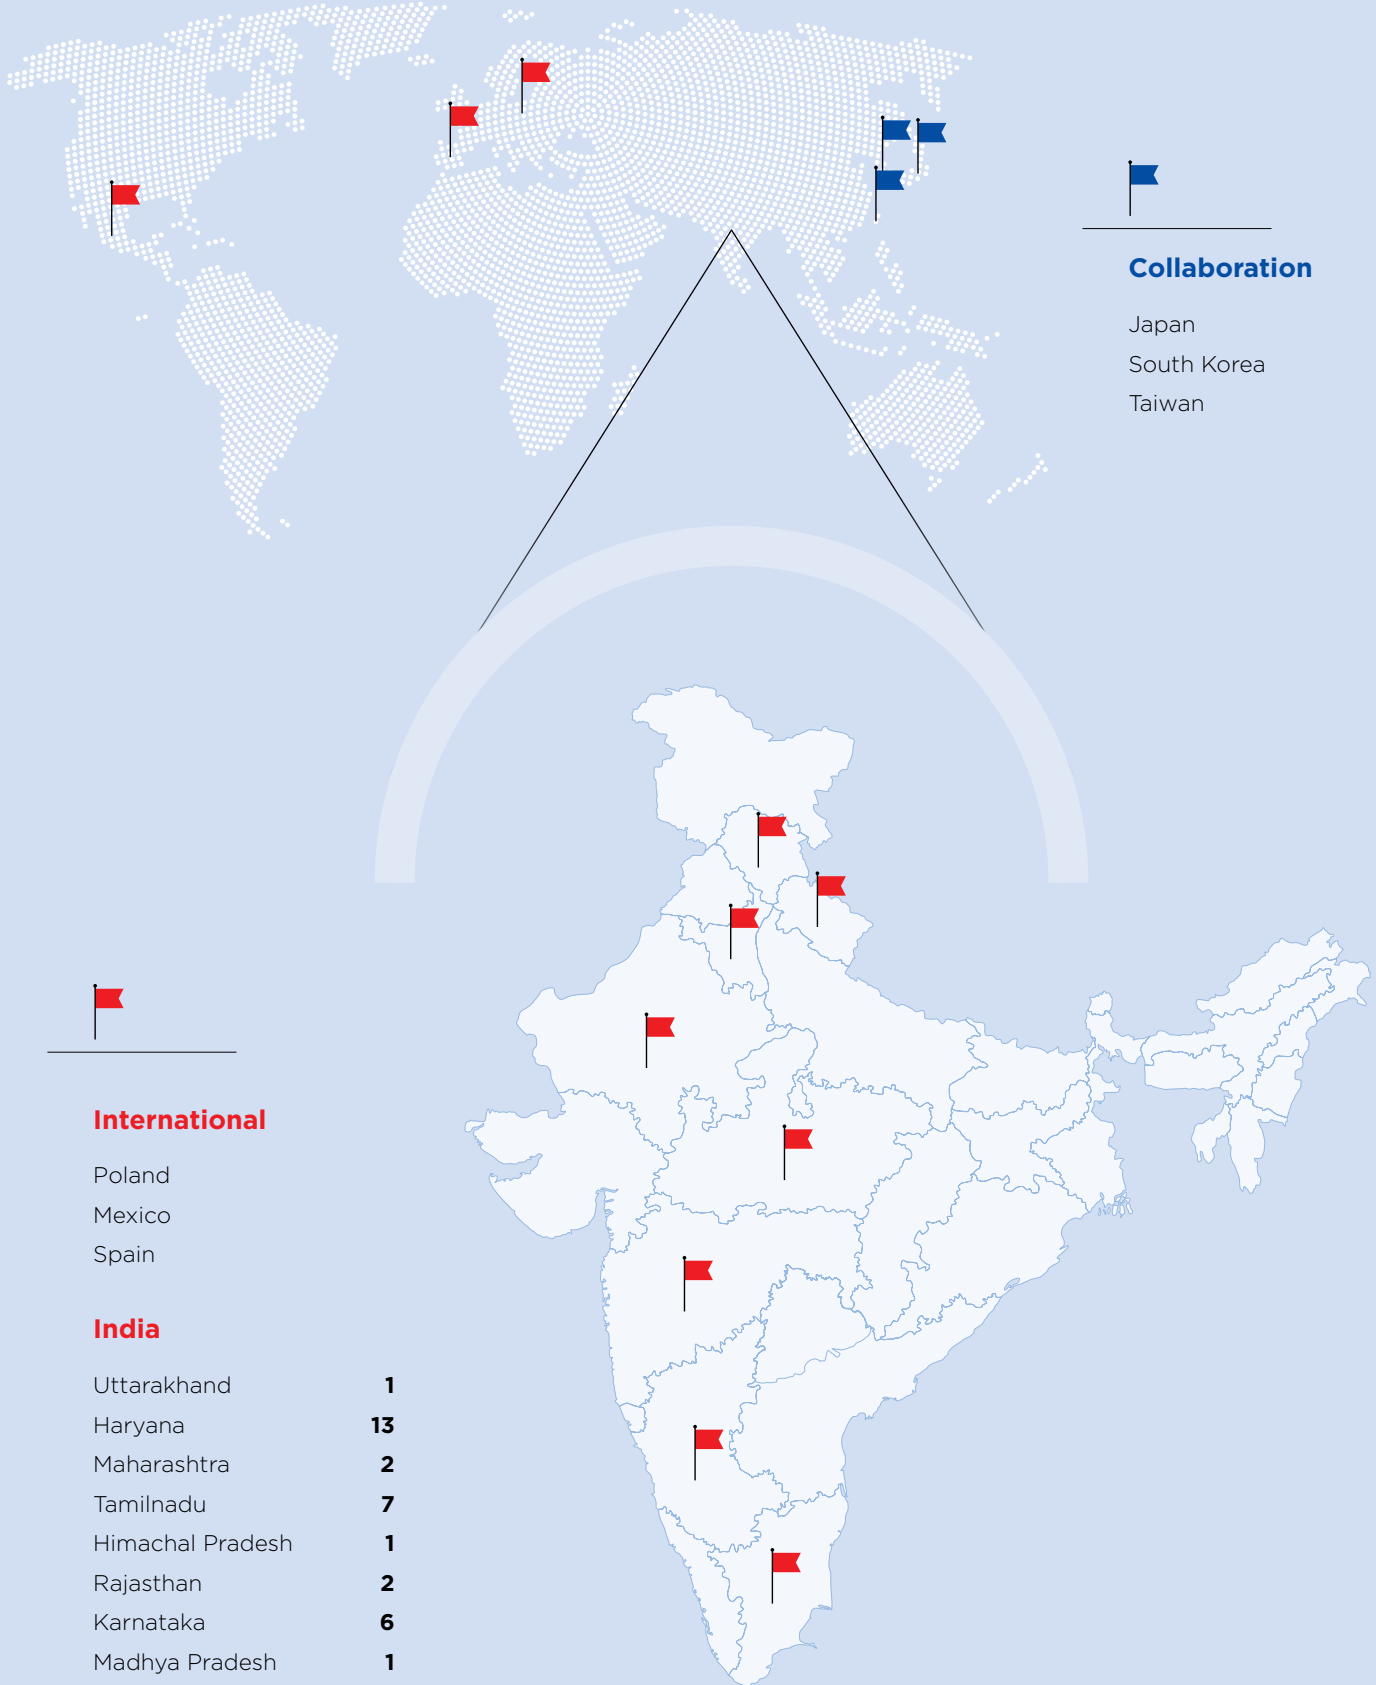 Collaboration
Japan
South Korea
Taiwan
International
Poland
Mexico
Spain
India
Uttarakhand 1
Haryana 13
Maharashtra 2
Tamilnadu 7
Himachal Pradesh 1
Rajasthan 2
Karnataka 6
Madhya Pradesh 1